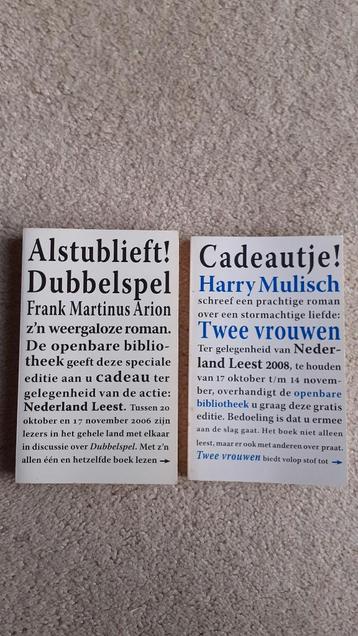 Alstublieft!
Dubbelspel
Frank Martinus Arion
z'n weergaloze roman.
De openbare biblio-
theek geeft deze speciale
editie aan u cadeau ter
gelegenheid van de actie:
Nederland Leest. Tussen 20
oktober en 17 november 2006 zijn
lezers in het gehele land met elkaar
in discussie over Dubbelspel. Met z'n
allen één en hetzelfde boek lezen →
Cadeautje!
Harry Mulisch
schreef een prachtige roman
over een stormachtige liefde:
Twee vrouwen
Ter gelegenheid van Neder-
land Leest 2008, te houden
van 17 oktober t/m 14 novem-
ber, overhandigt de openbare
bibliotheek u graag deze gratis
editie. Bedoeling is dat u ermee
aan de slag gaat. Het boek niet alleen
leest, maar er ook met anderen over praat.
Twee vrouwen biedt volop stof tot →